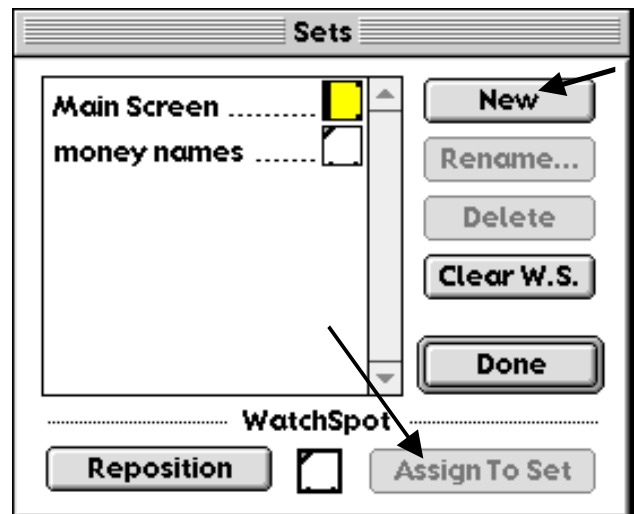 Sets
Main Screen ..........
money names .......
New
Rename...
Delete
Clear W.S.
Done
WatchSpot
Reposition
Assign To Set